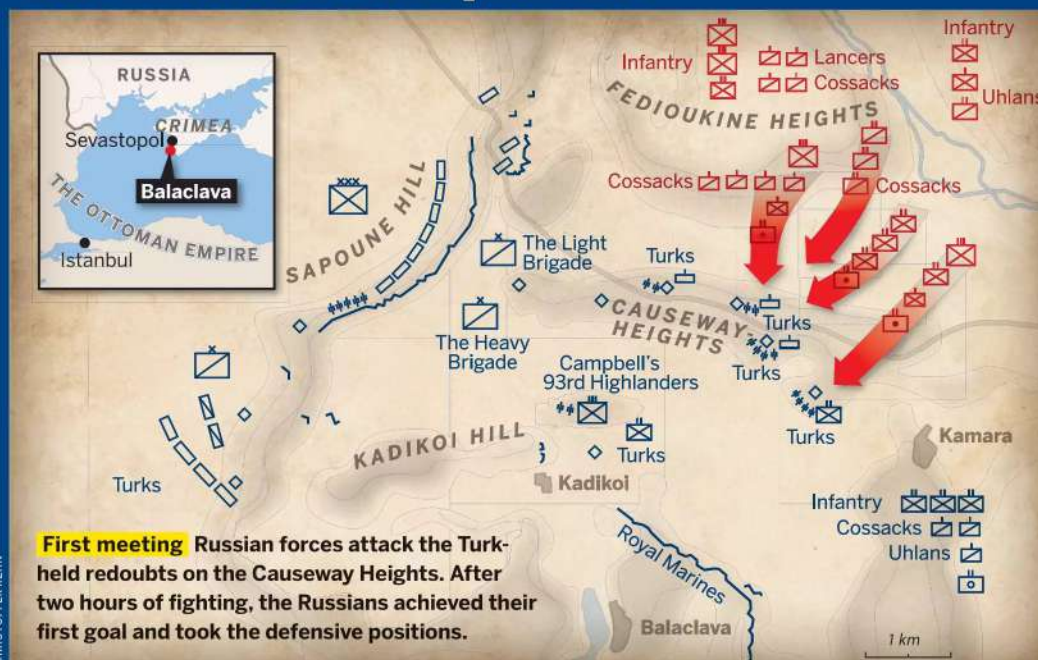 RUSSIA
CRIMEA
Sevastopol
Balaclava
THE OTTOMAN EMPIRE
Istanbul
Infantry
Lancers
Cossacks
Infantry
Uhlans
FEDIOUKINE HEIGHTS
Cossacks
Cossacks
SAPOUNE HILL
xxx
x
The Light
Brigade
Turks
x
The Heavy
Brigade
CAUSEWAY-
HEIGHTS
Turks
Turks
x
Campbell's
93rd Highlanders
Turks
KADIKOI HILL
Turks
Kadikoi
Kamara
Turks
Infantry
Cossacks
Uhlans
Royal Marines
Balaclava
1 km
First meeting Russian forces attack the Turk-
held redoubts on the Causeway Heights. After
two hours of fighting, the Russians achieved their
first goal and took the defensive positions.